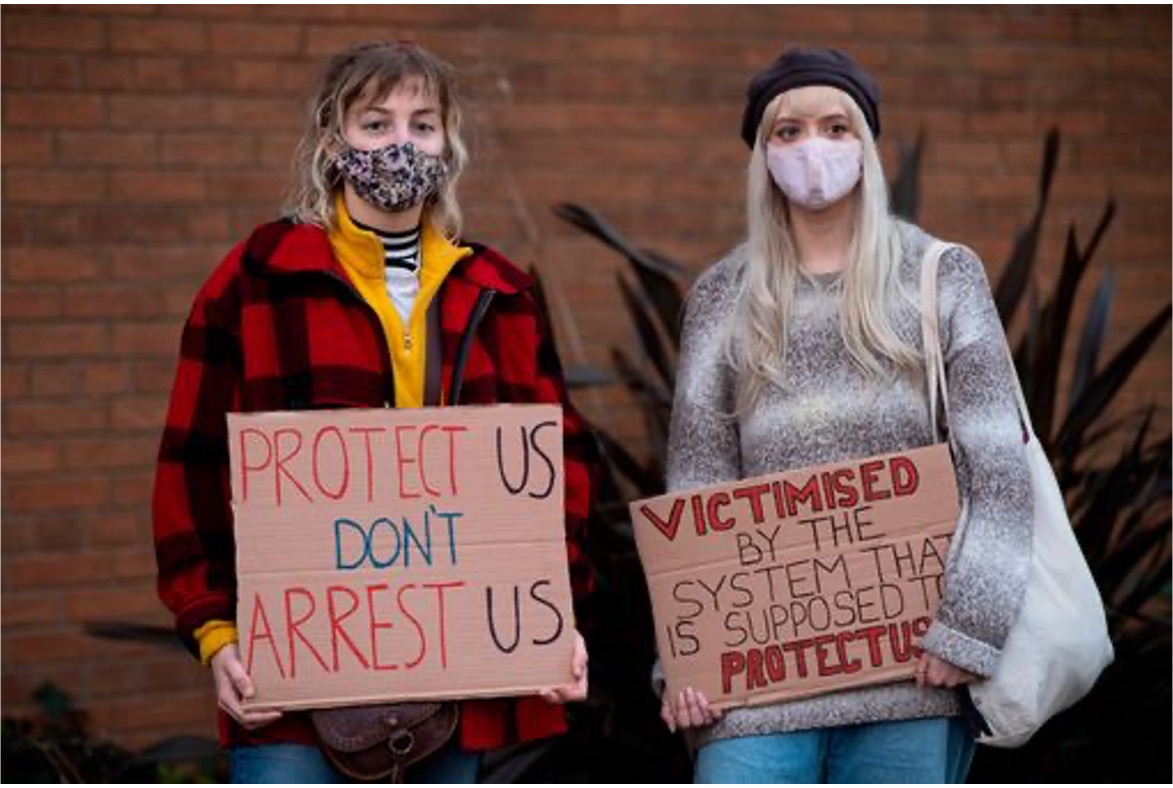 PROTECT US
DON'T
ARREST US
VICTIMISED
BY THE
SYSTEM THAT
IS SUPPOSED TO
PROTECT US